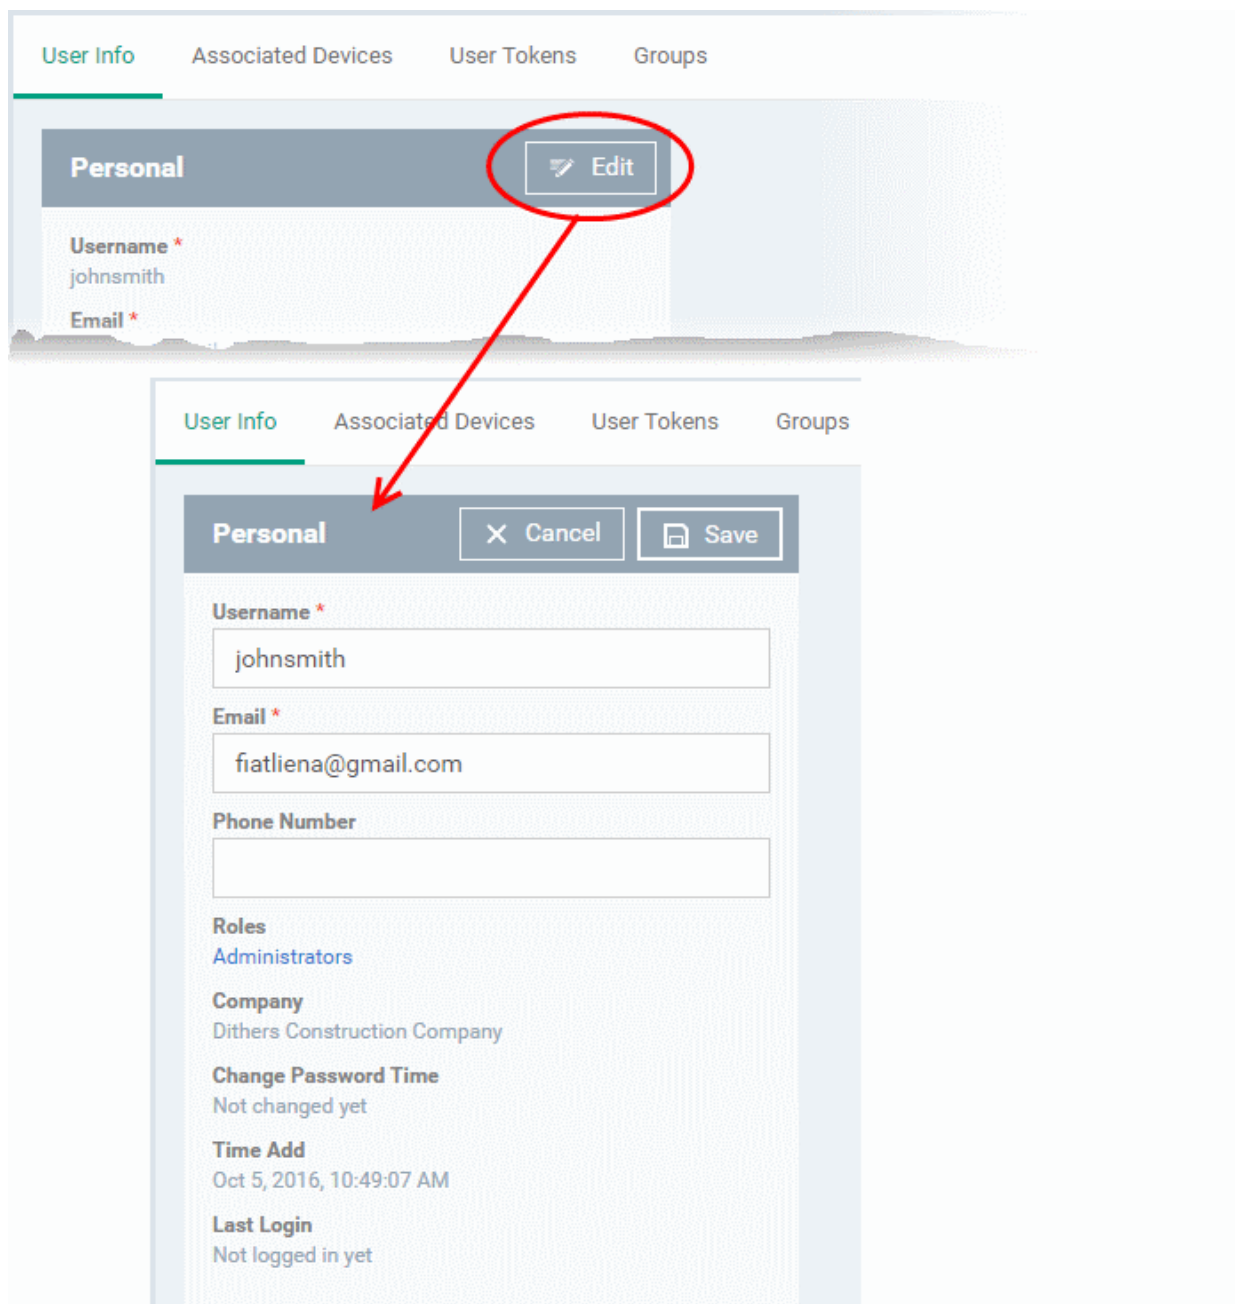 User Info Associated Devices User Tokens Groups
Personal Edit
Username *
johnsmith
Email *
User Info Associated Devices User Tokens Groups
Personal Cancel Save
Username *
johnsmith
Email *
fiatliena@gmail.com
Phone Number
Roles
Administrators
Company
Dithers Construction Company
Change Password Time
Not changed yet
Time Add
Oct 5, 2016, 10:49:07 AM
Last Login
Not logged in yet